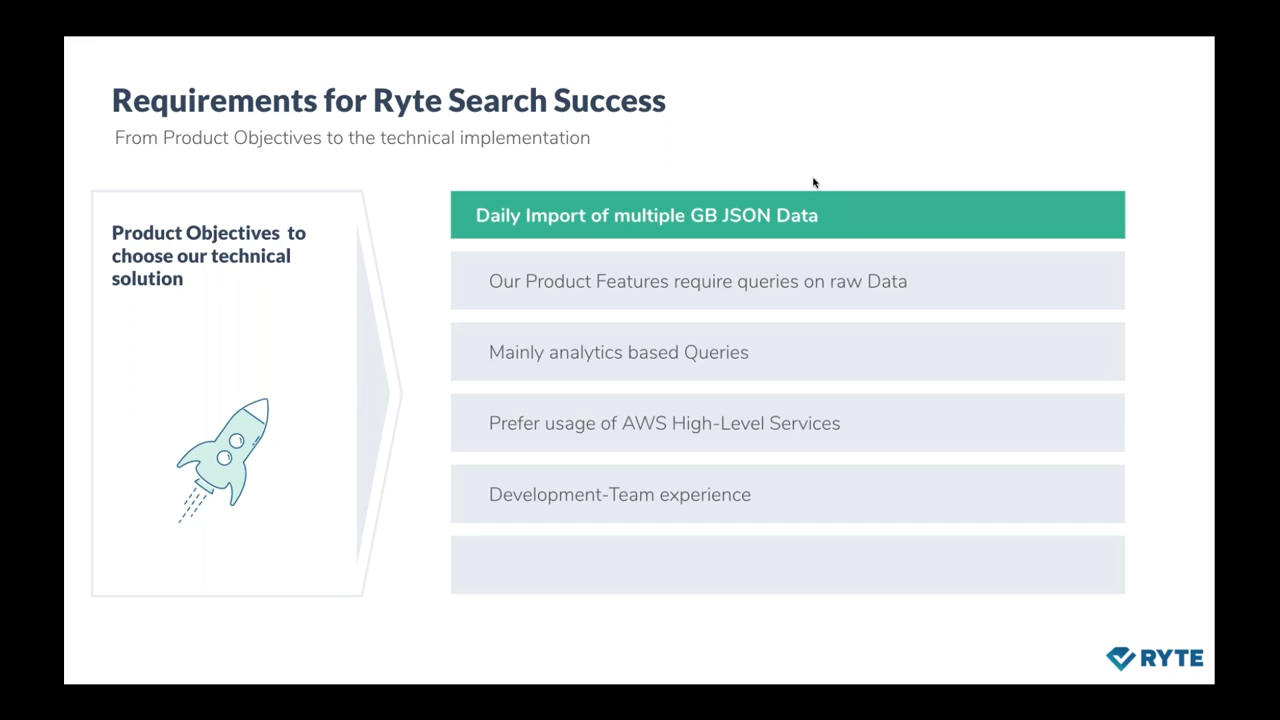 Requirements for Ryte Search Success
From Product Objectives to the technical implementation
Product Objectives to
choose our technical
solution
Daily Import of multiple GB JSON Data
Our Product Features require queries on raw Data
Mainly analytics based Queries
Prefer usage of AWS High-Level Services
Development-Team experience
RYTE